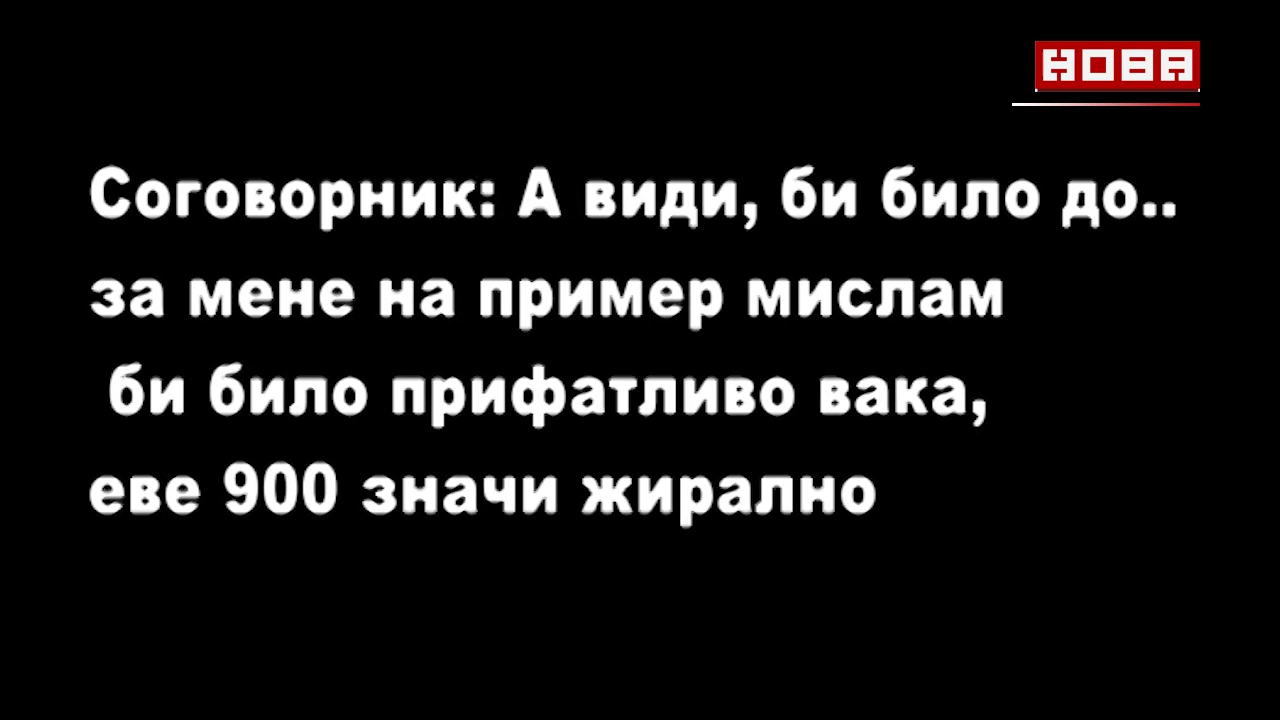 НОВА
Соговорник: А види, би било до..
за мене на пример мислам
би било прифатливо вака,
еве 900 значи жирално